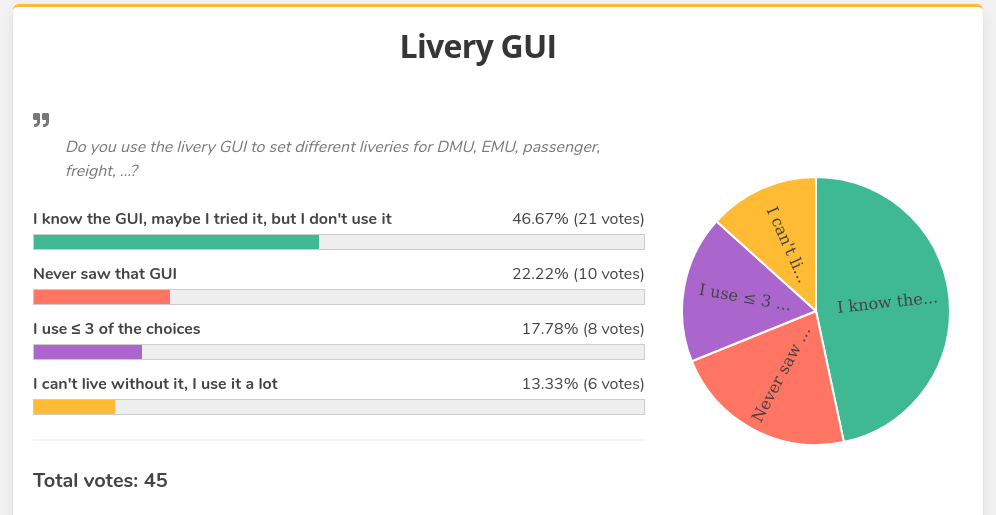 Livery GUI
Do you use the livery GUI to set different liveries for DMU, EMU, passenger,
freight, ...?
I know the GUI, maybe I tried it, but I don't use it 46.67% (21 votes)
Never saw that GUI 22.22% (10 votes)
I use ≤ 3 of the choices 17.78% (8 votes)
I can't live without it, I use it a lot 13.33% (6 votes)
Total votes: 45
I know the...
Never saw ...
I use ≤ 3 ...
I can't li...